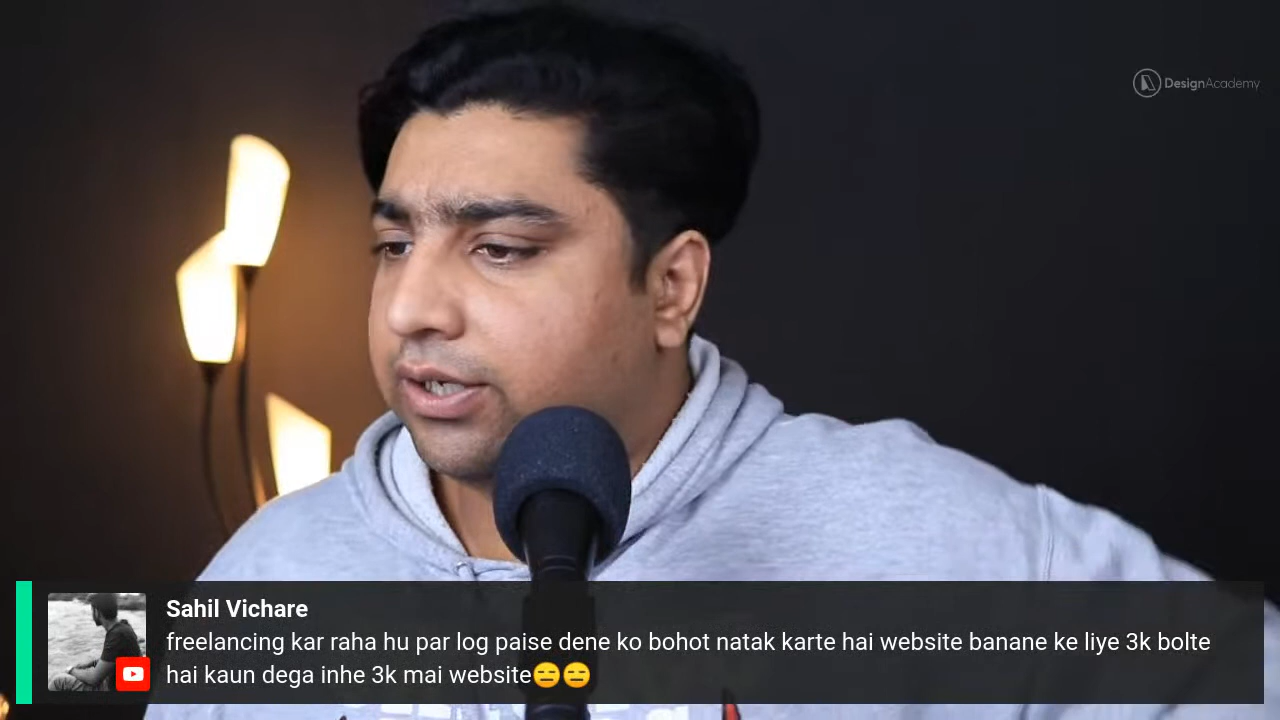 DesignAcademy
Sahil Vichare
freelancing kar raha hu par log paise dene ko bohot natak karte hai website banane ke liye 3k bolte
hai kaun dega inhe 3k mai website😑😑